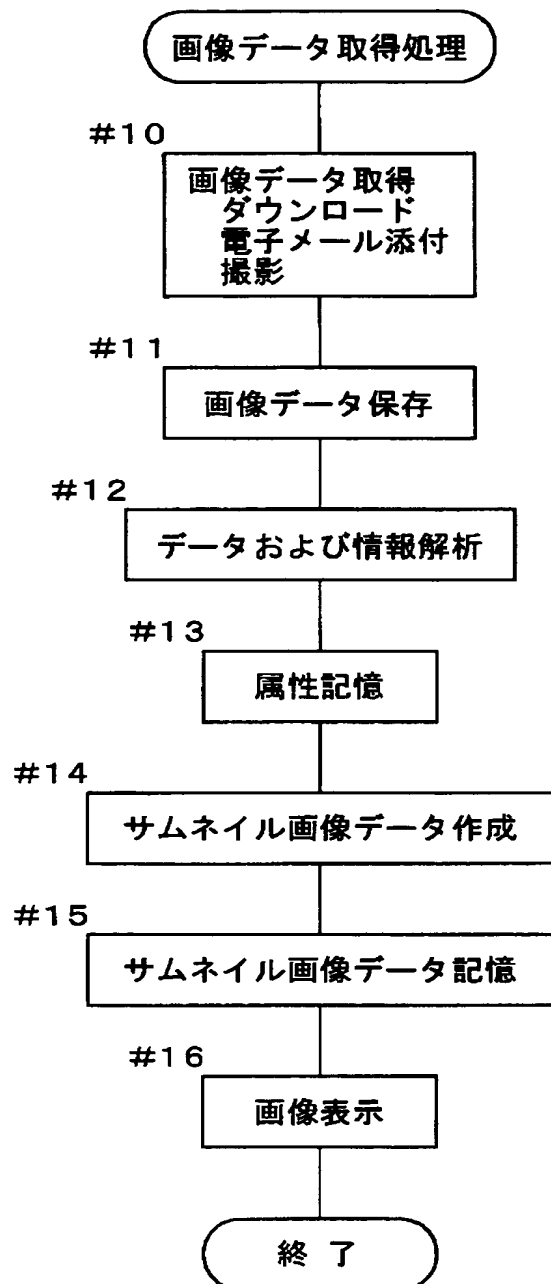 画像データ取得処理
#10
画像データ取得
ダウンロード
電子メール添付
撮影
#11
画像データ保存
#12
データおよび情報解析
#13
属性記憶
#14
サムネイル画像データ作成
#15
サムネイル画像データ記憶
#16
画像表示
終 了